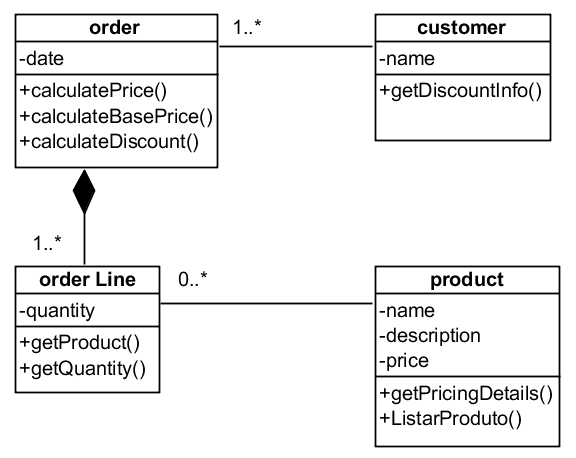 order
-date
+calculatePrice()
+calculateBasePrice()
+calculateDiscount()
1..*
customer
-name
+getDiscountInfo()
1..*
order Line
-quantity
+getProduct()
+getQuantity()
0..*
product
-name
-description
-price
+getPricingDetails()
+ListarProduto()